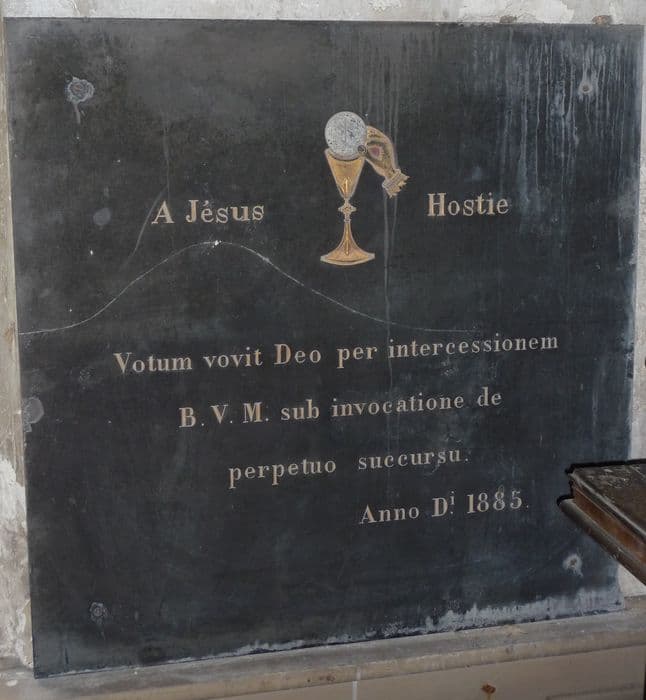 A Jésus Hostie
Votum vovit Deo per intercessionem
B. V. M. sub invocatione de
perpetuo succursu.
Anno Di. 1885.